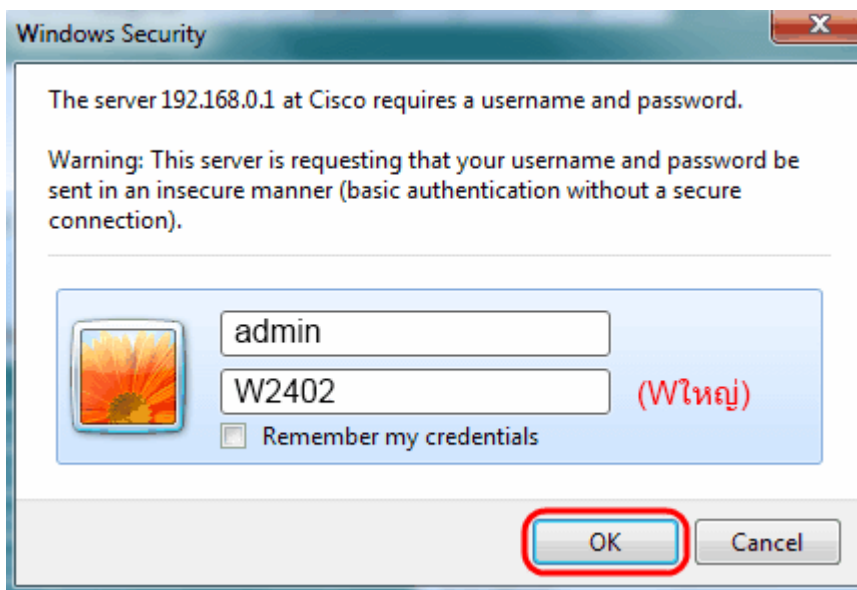 Windows Security
The server 192.168.0.1 at Cisco requires a username and password.
Warning: This server is requesting that your username and password be
sent in an insecure manner (basic authentication without a secure
connection).
admin
W2402 (Wใหญ่)
Remember my credentials
OK Cancel